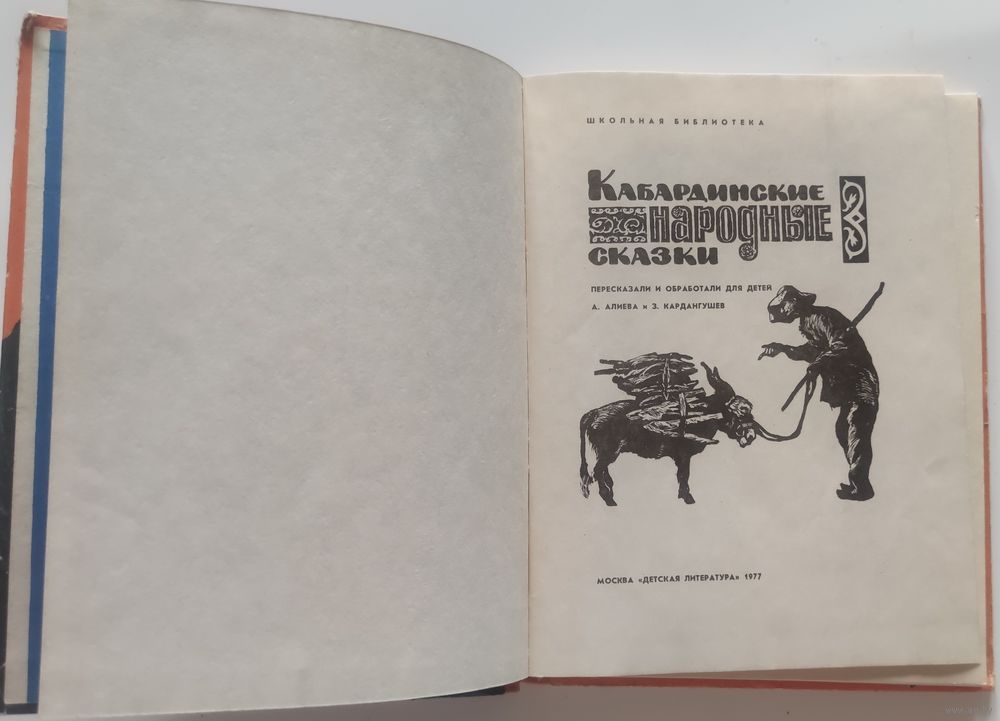 ШКОЛЬНАЯ БИБЛИОТЕКА
Кабардинские
народные
сказки
ПЕРЕСКАЗАЛИ И ОБРАБОТАЛИ ДЛЯ ДЕТЕЙ
А. АЛИЕВА и З. КАРДАНГУШЕВ
МОСКВА «ДЕТСКАЯ ЛИТЕРАТУРА» 1977